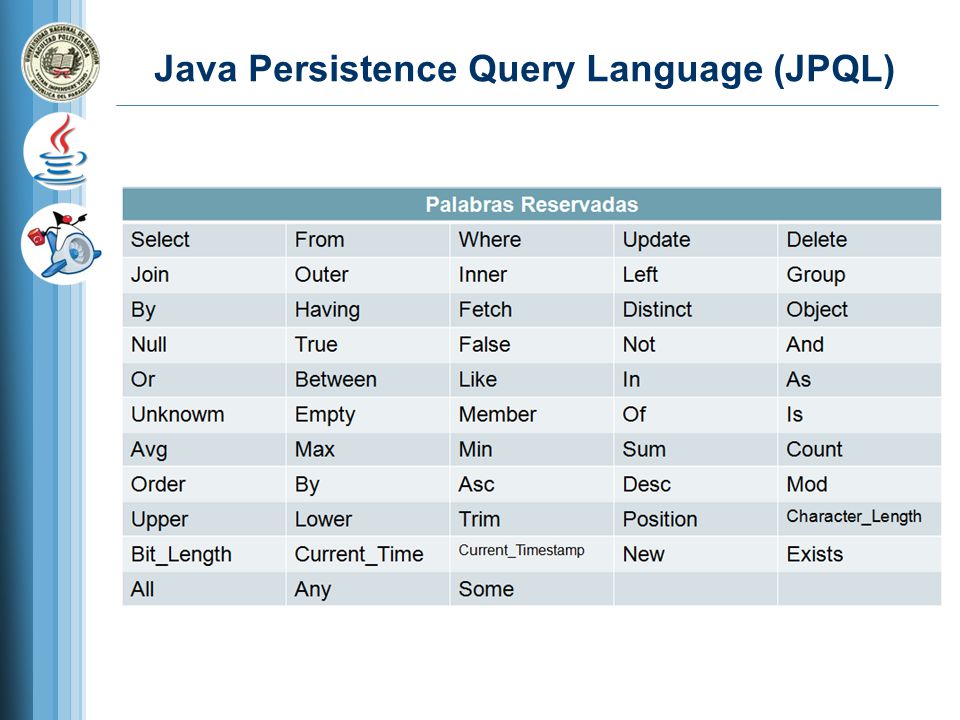 Java Persistence Query Language (JPQL)
UNIVERSIDAD NACIONAL DE ASUNCION
FACULTAD POLITECNICA
REPUBLICA DEL PARAGUAY
Palabras Reservadas
Select From Where Update Delete
Join Outer Inner Left Group
By Having Fetch Distinct Object
Null True False Not And
Or Between Like In As
Unknowm Empty Member Of Is
Avg Max Min Sum Count
Order By Asc Desc Mod
Upper Lower Trim Position Character_Length
Bit_Length Current_Time Current_Timestamp New Exists
All Any Some